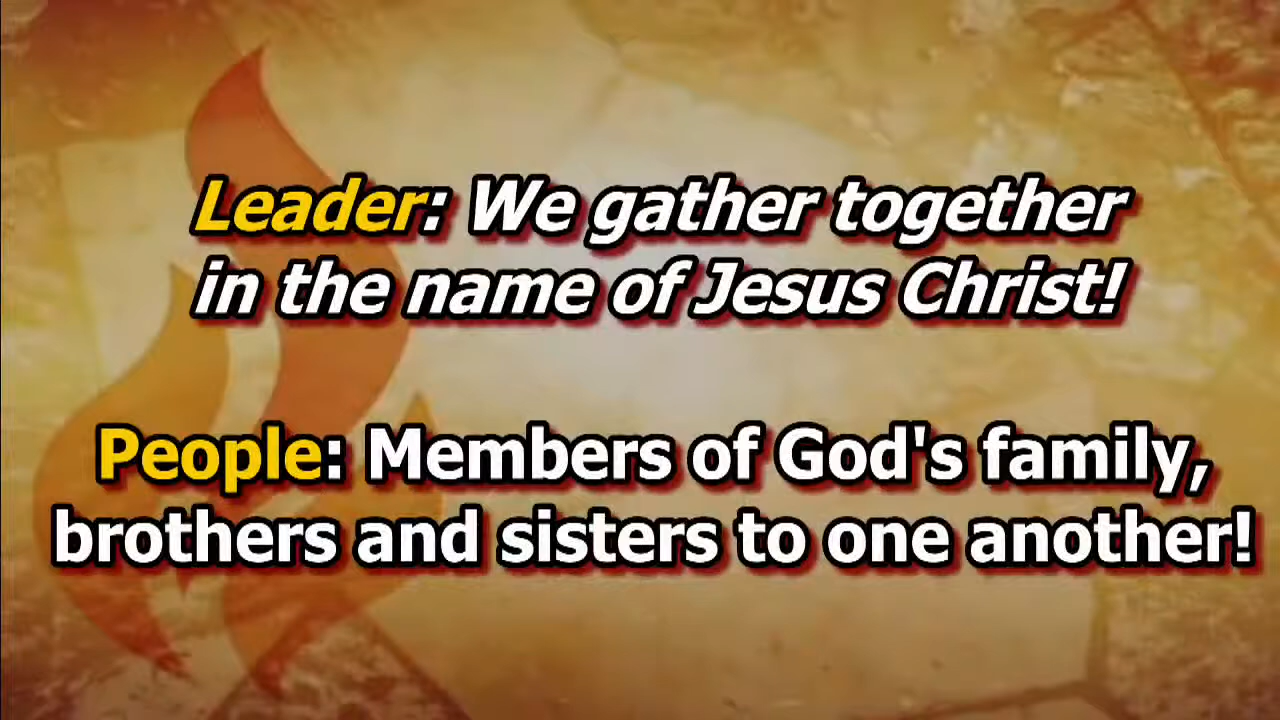 Leader: We gather together
in the name of Jesus Christ!
People: Members of God's family,
brothers and sisters to one another!